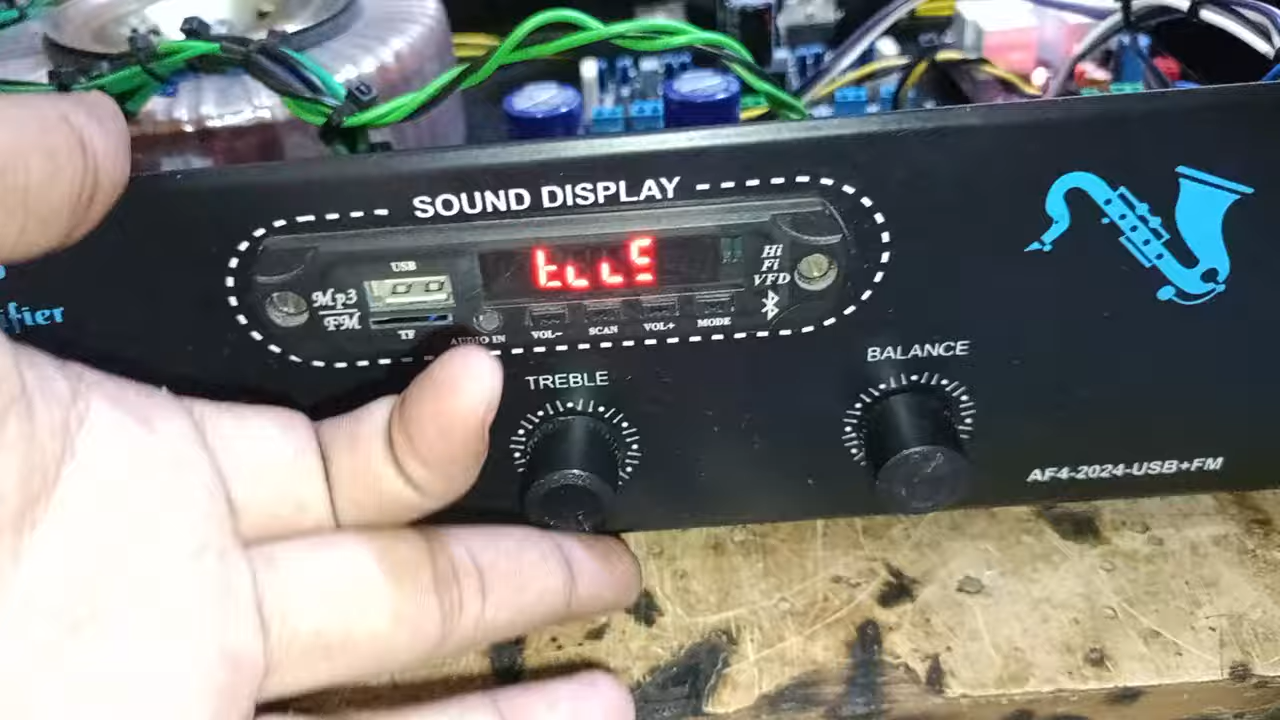 SOUND DISPLAY
USB
Mp3
FM
TF
AUDIO IN
VOL-
SCAN
VOL+
MODE
Hi
Fi
VFD
TREBLE
BALANCE
AF4-2024-USB+FM